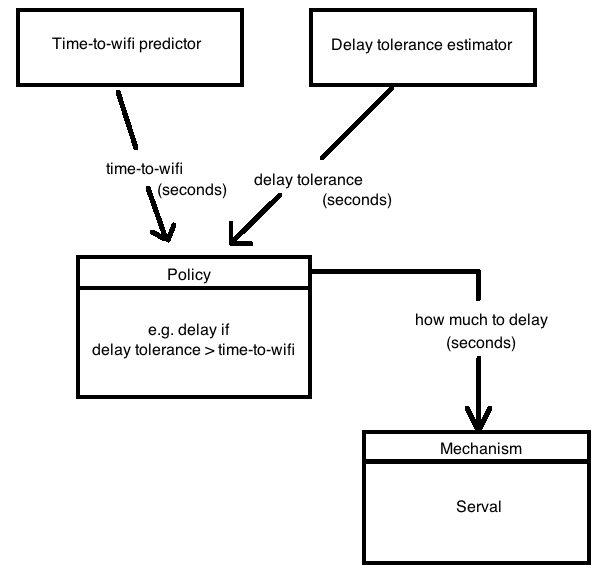 Time-to-wifi predictor
Delay tolerance estimator
time-to-wifi
(seconds)
delay tolerance
(seconds)
Policy
e.g. delay if
delay tolerance > time-to-wifi
how much to delay
(seconds)
Mechanism
Serval